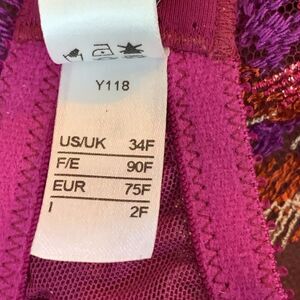 Y118
US/UK 34F
F/E 90F
EUR 75F
I 2F